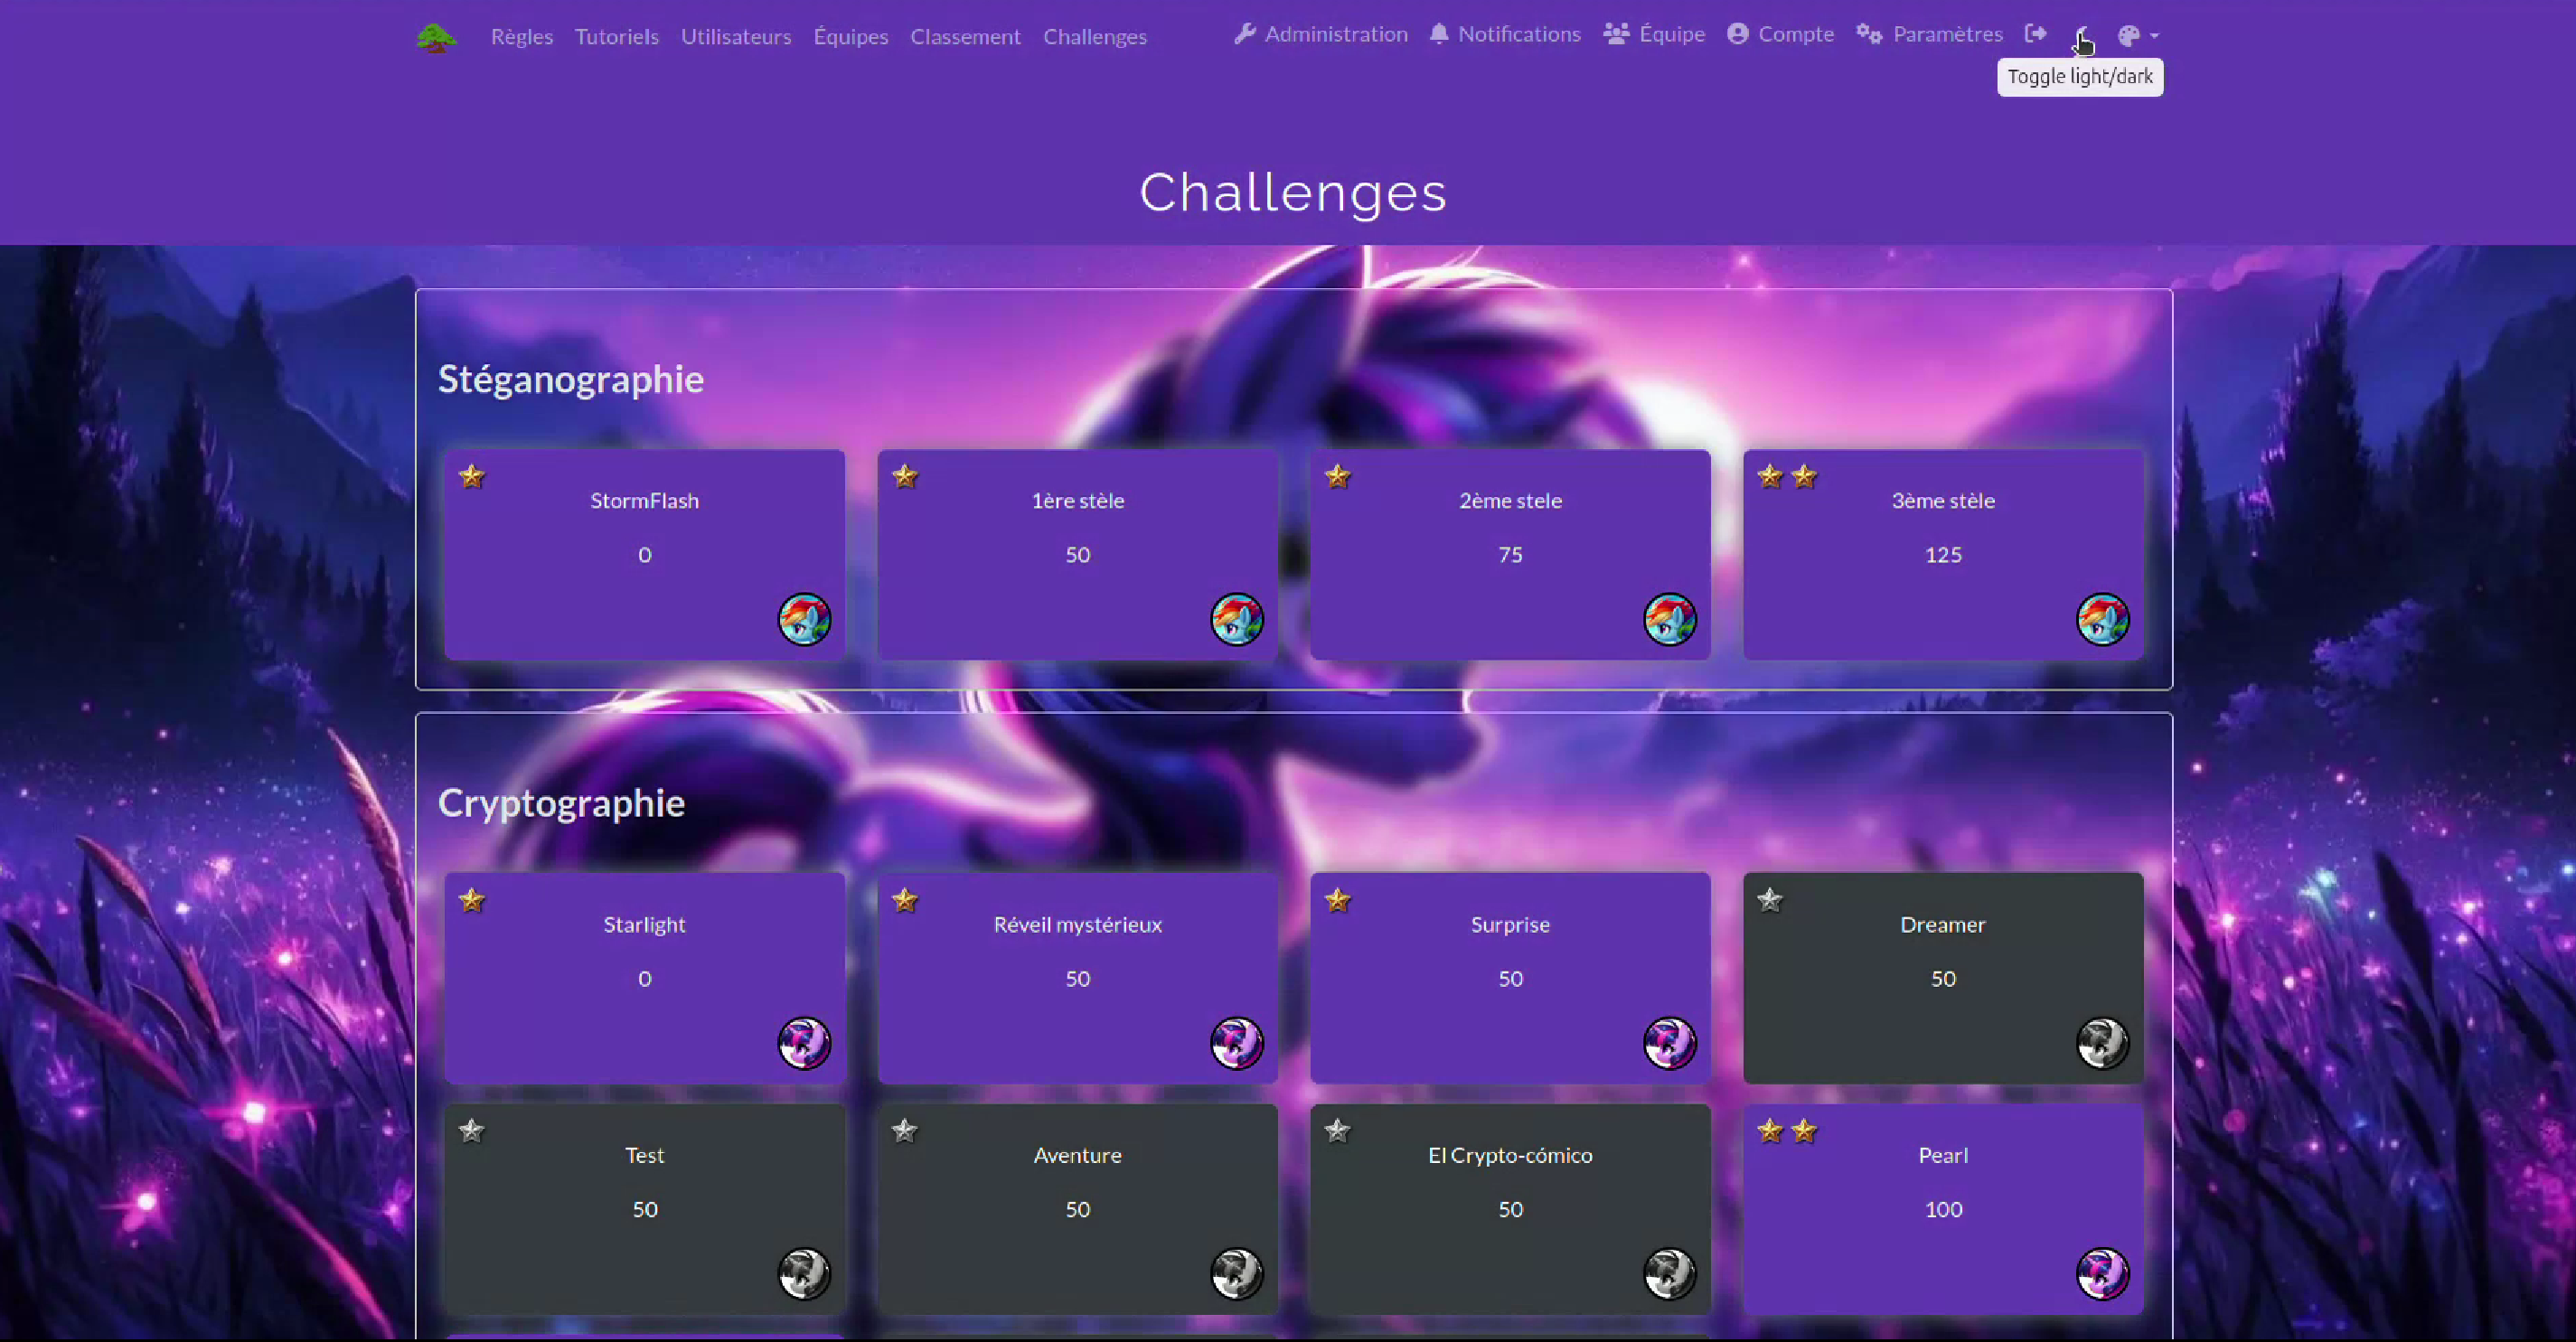 Règles Tutoriels Utilisateurs Équipes Classement Challenges Administration Notifications Équipe Compte Paramètres
Toggle light/dark
Challenges
Stéganographie
StormFlash 1ère stèle 2ème stele 3ème stèle
0 50 75 125
Cryptographie
Starlight Réveil mystérieux Surprise Dreamer
0 50 50 50
Test Aventure El Crypto-cómico Pearl
50 50 50 100